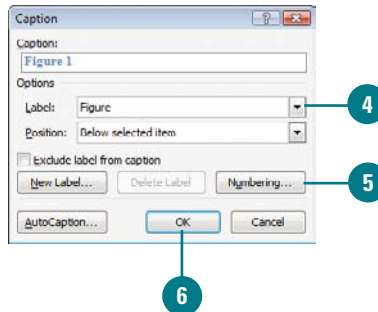 Caption
Caption:
Figure 1
Options
Label: Figure
4
Position: Below selected item
Exclude label from caption
New Label... Delete Label Numbering...
5
AutoCaption... OK Cancel
6